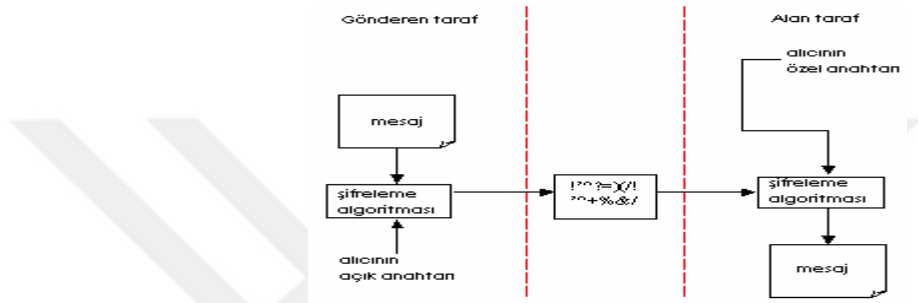 Gönderen taraf
Alan taraf
alıcının
özel anahtarı
mesaj
şifreleme
algoritması
!'^?=)(/!
'^+%&/
şifreleme
algoritması
alıcının
açık anahtarı
mesaj